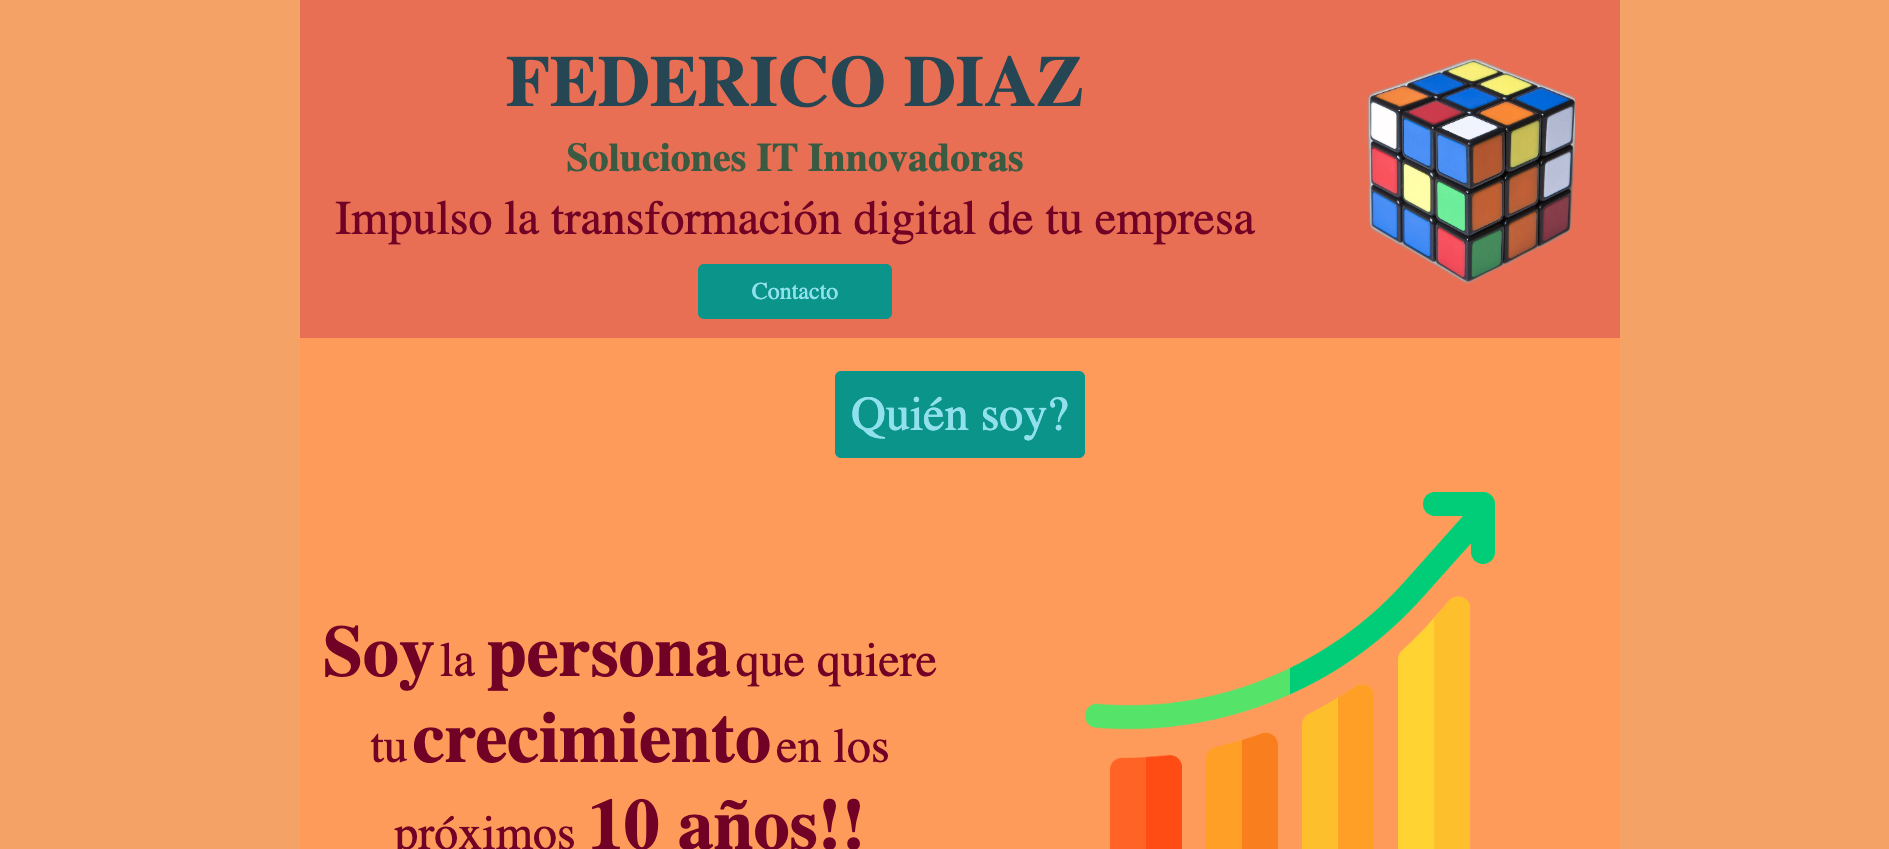 FEDERICO DIAZ
Soluciones IT Innovadoras
Impulso la transformación digital de tu empresa
Contacto
Quién soy?
Soy la persona que quiere
tu crecimiento en los
próximos 10 años!!